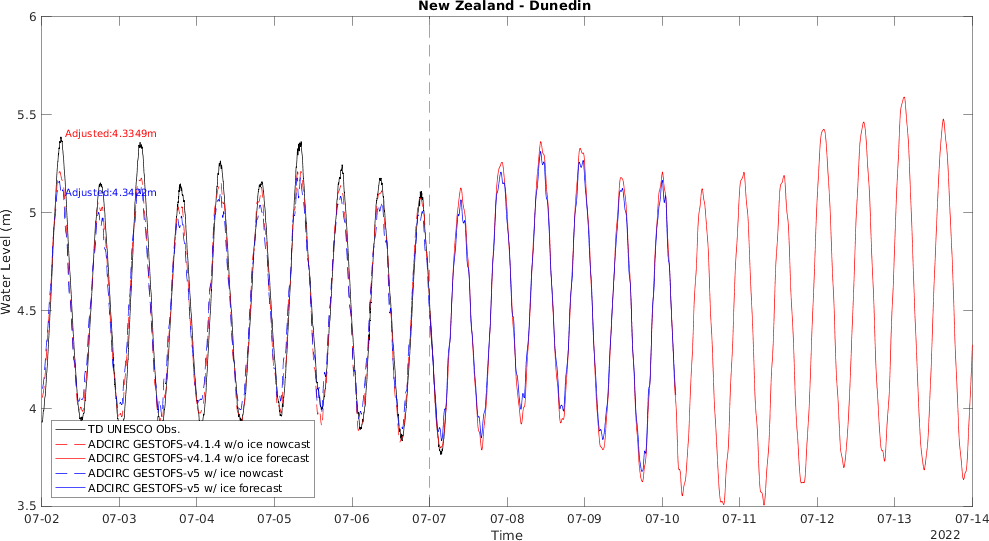 New Zealand - Dunedin
6
5.5
5
4.5
4
3.5
Water Level (m)
Adjusted:4.3349m
Adjusted:4.3422m
TD UNESCO Obs.
ADCIRC GESTOFS-v4.1.4 w/o ice nowcast
ADCIRC GESTOFS-v4.1.4 w/o ice forecast
ADCIRC GESTOFS-v5 w/ ice nowcast
ADCIRC GESTOFS-v5 w/ ice forecast
07-02 07-03 07-04 07-05 07-06 07-07 07-08 07-09 07-10 07-11 07-12 07-13 07-14
Time
2022